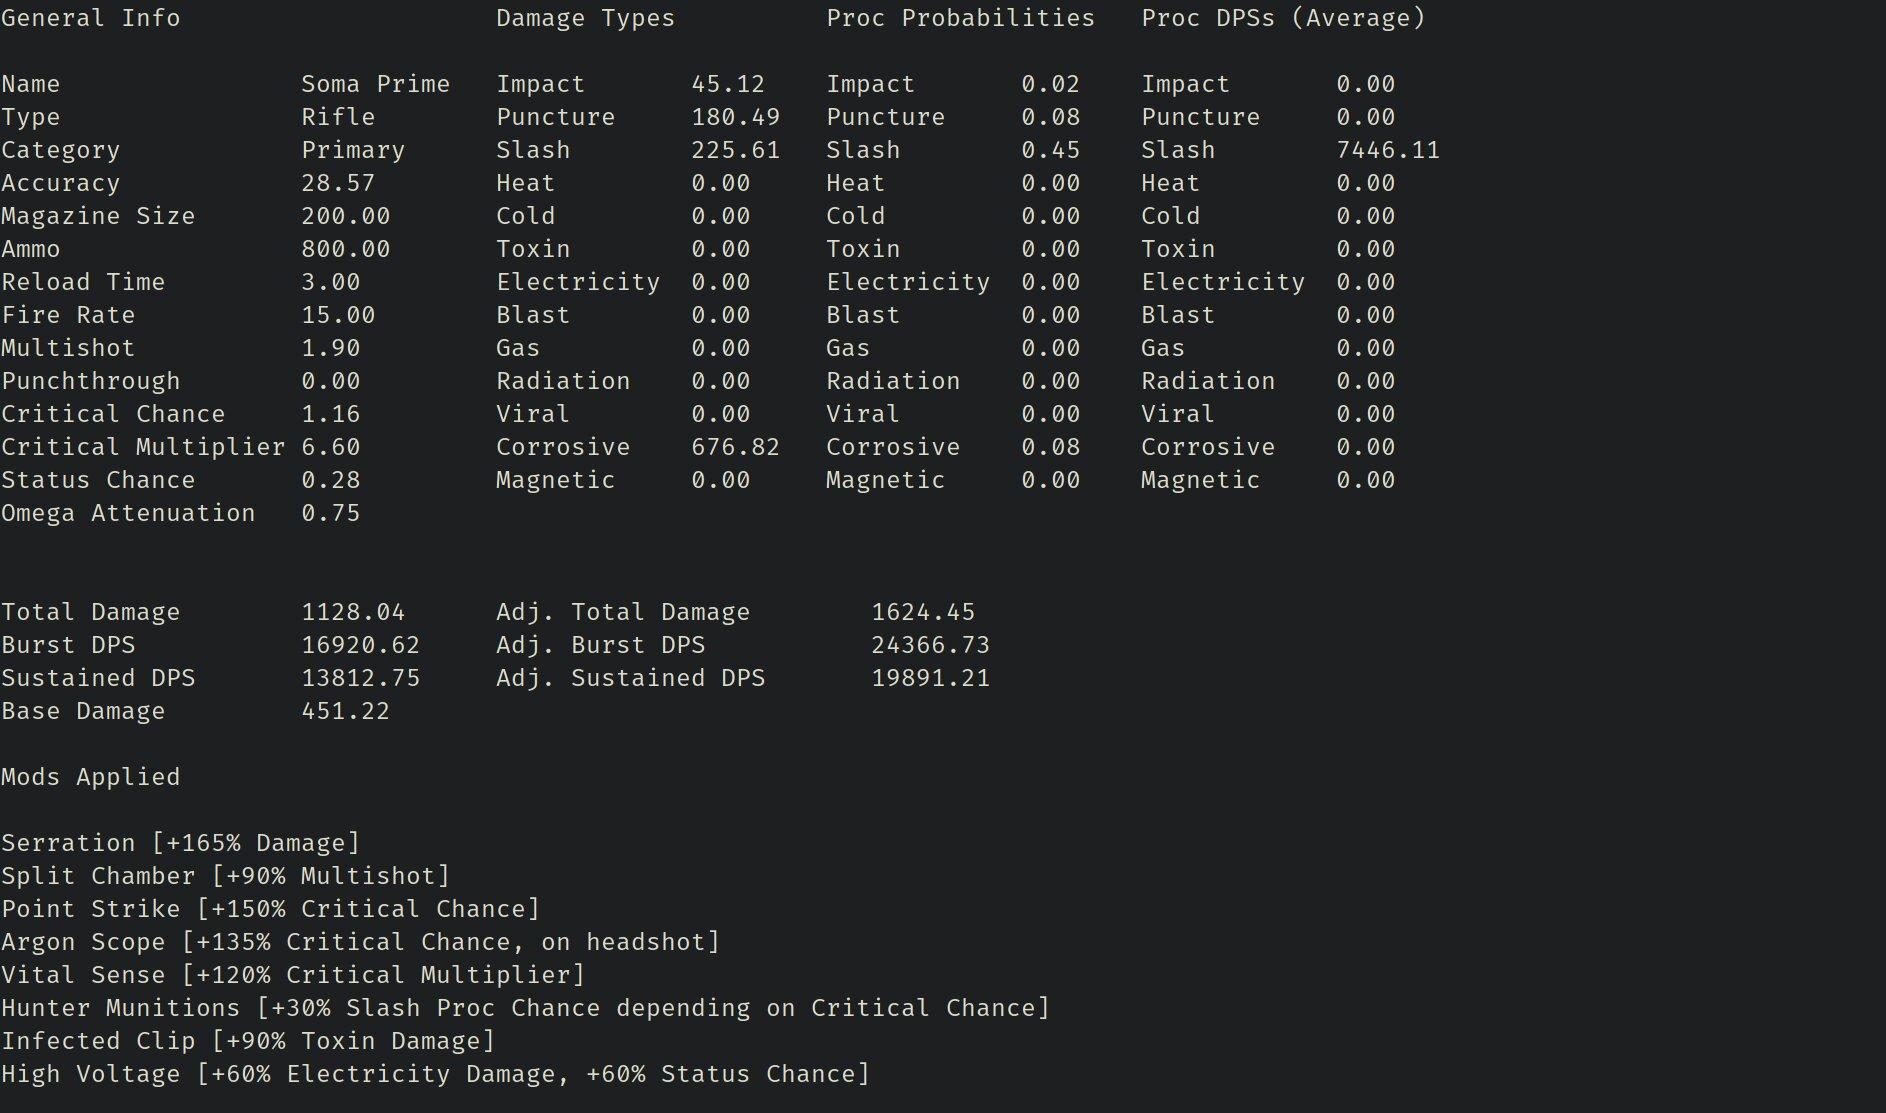 General Info Damage Types Proc Probabilities Proc DPSs (Average)
Name Soma Prime Impact 45.12 Impact 0.02 Impact 0.00
Type Rifle Puncture 180.49 Puncture 0.08 Puncture 0.00
Category Primary Slash 225.61 Slash 0.45 Slash 7446.11
Accuracy 28.57 Heat 0.00 Heat 0.00 Heat 0.00
Magazine Size 200.00 Cold 0.00 Cold 0.00 Cold 0.00
Ammo 800.00 Toxin 0.00 Toxin 0.00 Toxin 0.00
Reload Time 3.00 Electricity 0.00 Electricity 0.00 Electricity 0.00
Fire Rate 15.00 Blast 0.00 Blast 0.00 Blast 0.00
Multishot 1.90 Gas 0.00 Gas 0.00 Gas 0.00
Punchthrough 0.00 Radiation 0.00 Radiation 0.00 Radiation 0.00
Critical Chance 1.16 Viral 0.00 Viral 0.00 Viral 0.00
Critical Multiplier 6.60 Corrosive 676.82 Corrosive 0.08 Corrosive 0.00
Status Chance 0.28 Magnetic 0.00 Magnetic 0.00 Magnetic 0.00
Omega Attenuation 0.75
Total Damage 1128.04 Adj. Total Damage 1624.45
Burst DPS 16920.62 Adj. Burst DPS 24366.73
Sustained DPS 13812.75 Adj. Sustained DPS 19891.21
Base Damage 451.22
Mods Applied
Serration [+165% Damage]
Split Chamber [+90% Multishot]
Point Strike [+150% Critical Chance]
Argon Scope [+135% Critical Chance, on headshot]
Vital Sense [+120% Critical Multiplier]
Hunter Munitions [+30% Slash Proc Chance depending on Critical Chance]
Infected Clip [+90% Toxin Damage]
High Voltage [+60% Electricity Damage, +60% Status Chance]